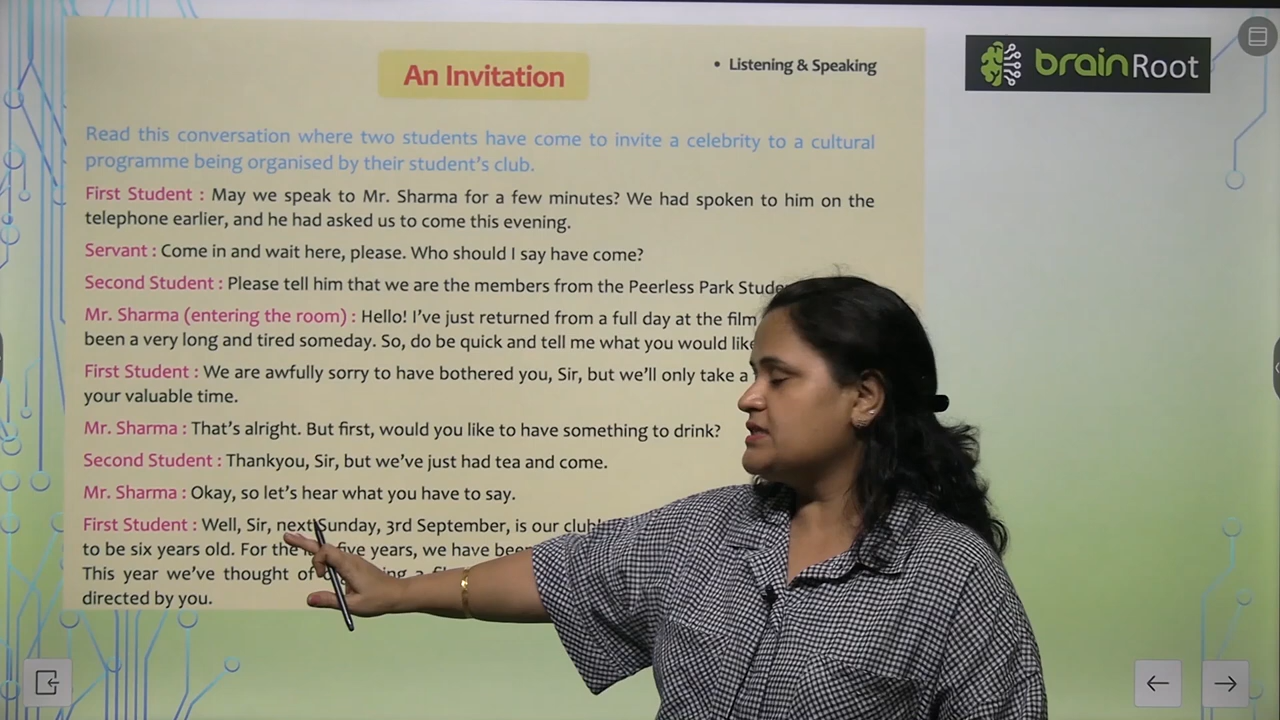 An Invitation
• Listening & Speaking
brainRoot
Read this conversation where two students have come to invite a celebrity to a cultural
programme being organised by their student's club.
First Student : May we speak to Mr. Sharma for a few minutes? We had spoken to him on the
telephone earlier, and he had asked us to come this evening.
Servant : Come in and wait here, please. Who should I say have come?
Second Student : Please tell him that we are the members from the Peerless Park
Mr. Sharma (entering the room) : Hello! I've just returned from a full day at the film
been a very long and tired someday. So, do be quick and tell me what you would
First Student : We are awfully sorry to have bothered you, Sir, but we'll only take a
your valuable time.
Mr. Sharma : That's alright. But first, would you like to have something to drink?
Second Student : Thankyou, Sir, but we've just had tea and come.
Mr. Sharma : Okay, so let's hear what you have to say.
First Student : Well, Sir, next Sunday, 3rd September, is our
to be six years old. For the five years, we have
This year we've thought of
directed by you.